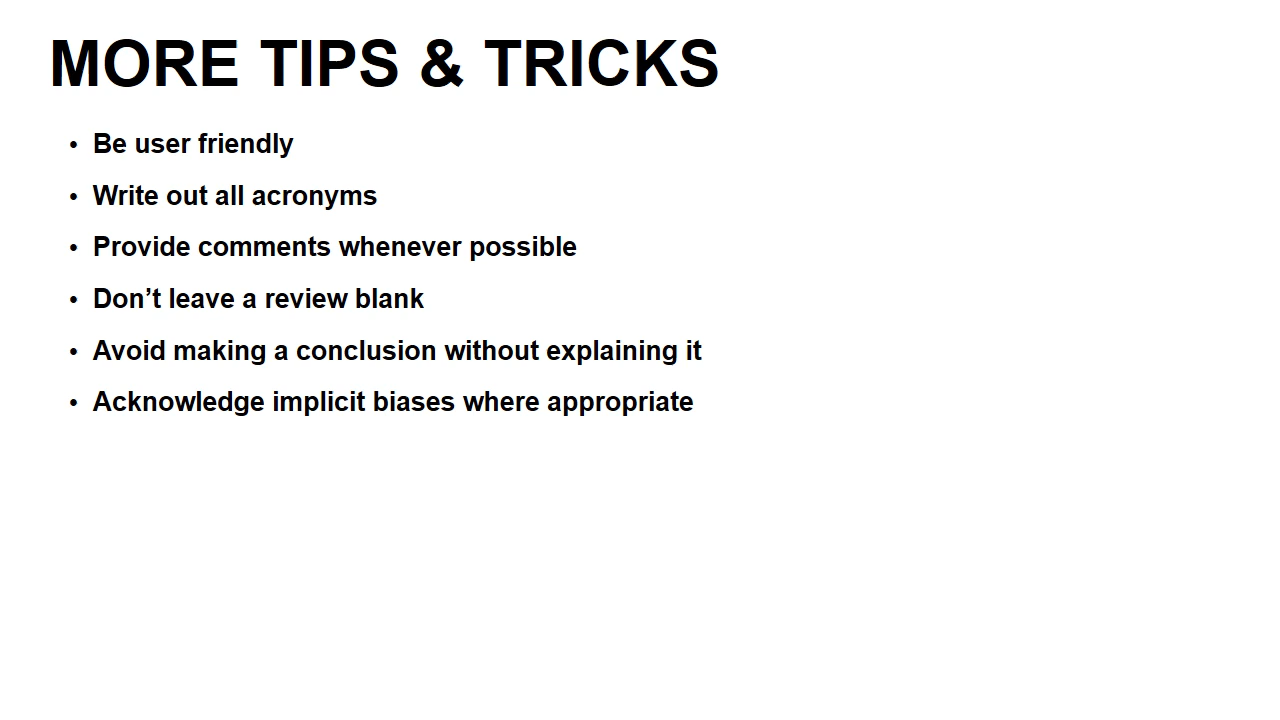 MORE TIPS & TRICKS
• Be user friendly
• Write out all acronyms
• Provide comments whenever possible
• Don’t leave a review blank
• Avoid making a conclusion without explaining it
• Acknowledge implicit biases where appropriate